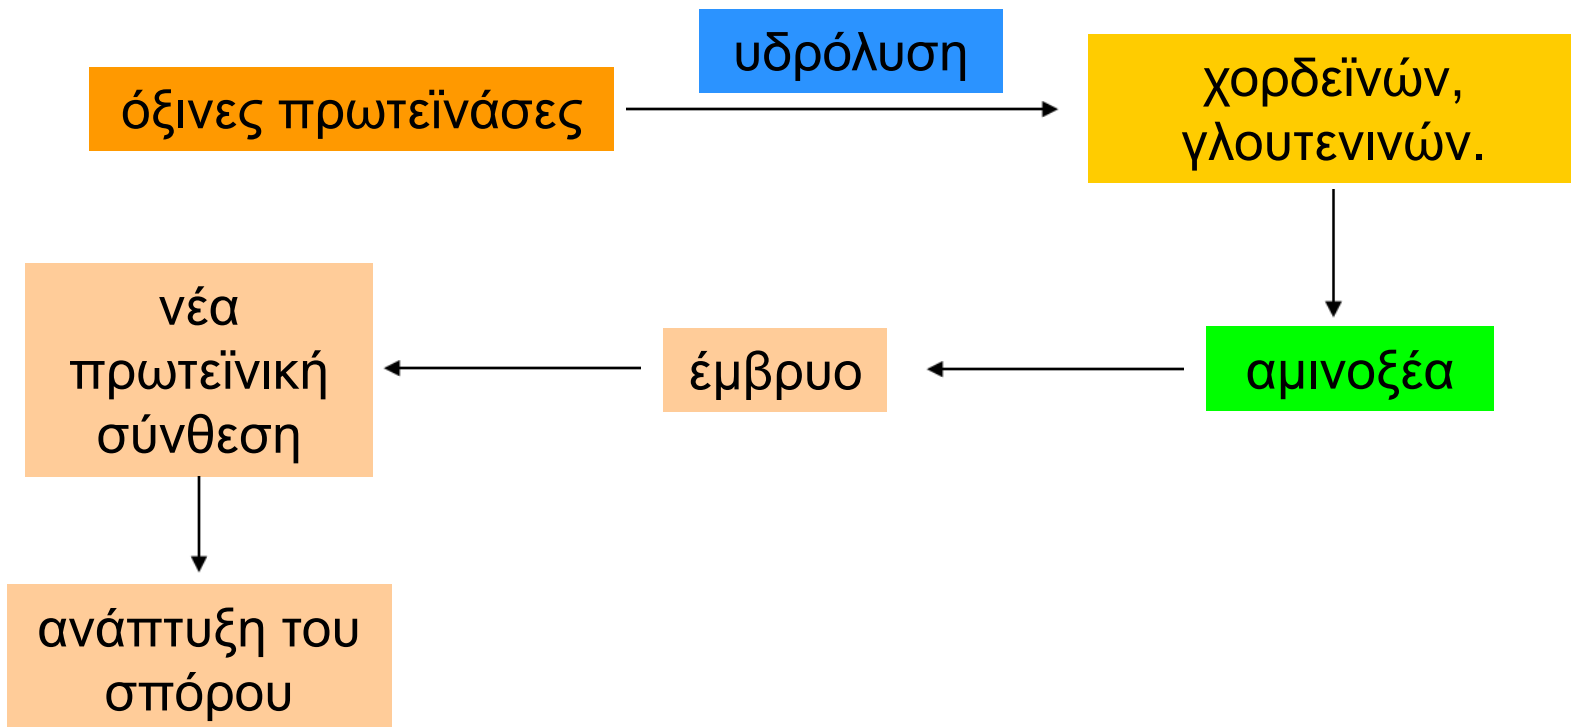 υδρόλυση
όξινες πρωτεϊνάσες
χορδεϊνών,
γλουτενινών.
αμινοξέα
έμβρυο
νέα
πρωτεϊνική
σύνθεση
ανάπτυξη του
σπόρου